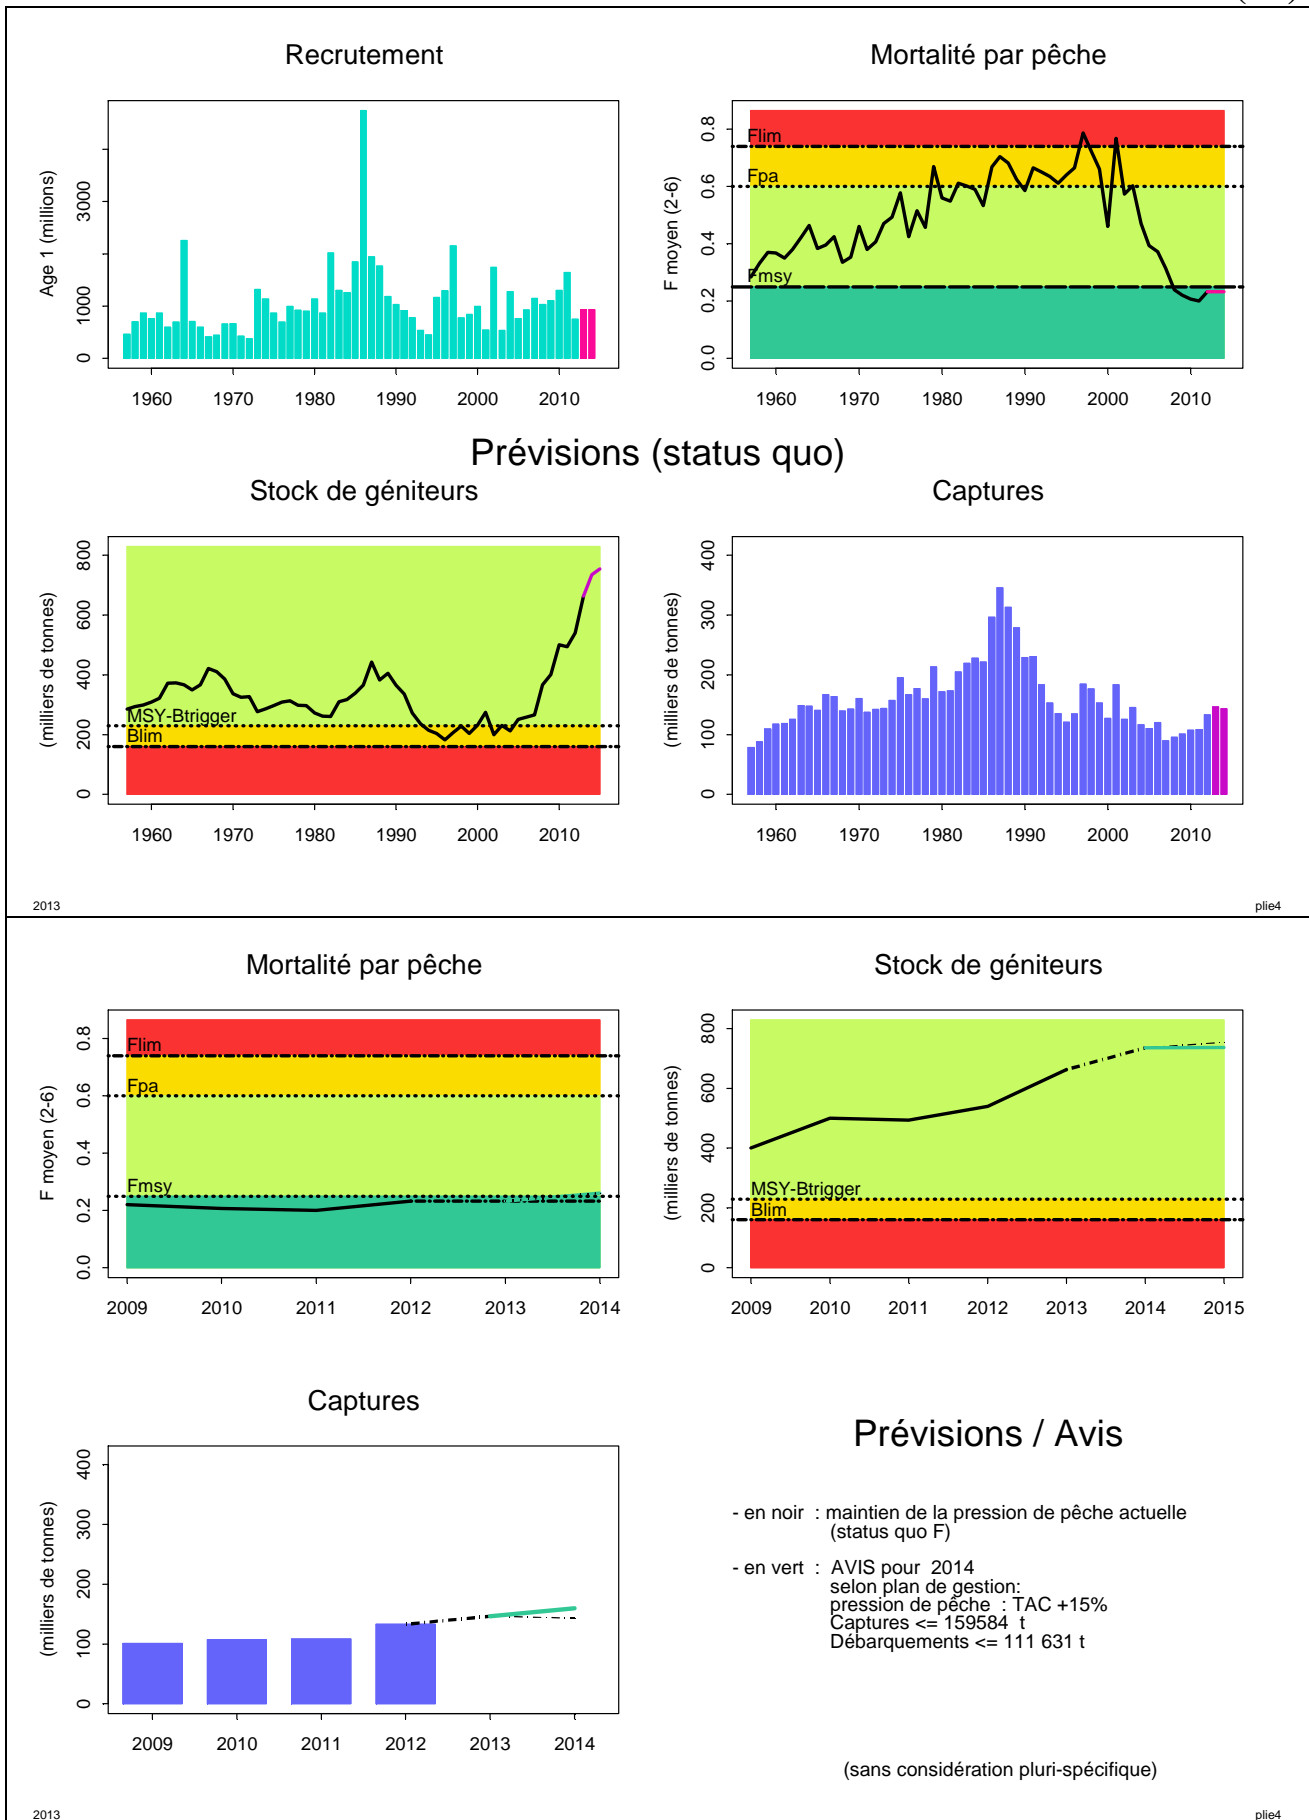 Recrutement
Mortalité par pêche
Age 1 (millions)
0
1000
3000
1960
1970
1980
1990
2000
2010
F moyen (2-6)
0.0
0.2
0.4
0.6
0.8
Flim
Fpa
Fmsy
1960
1970
1980
1990
2000
2010
Prévisions (status quo)
Stock de géniteurs
Captures
(milliers de tonnes)
0
200
400
600
800
MSY-Btrigger
Blim
1960
1970
1980
1990
2000
2010
(milliers de tonnes)
0
100
200
300
400
1960
1970
1980
1990
2000
2010
2013
plie4
Mortalité par pêche
Stock de géniteurs
F moyen (2-6)
0.0
0.2
0.4
0.6
0.8
Flim
Fpa
Fmsy
2009
2010
2011
2012
2013
2014
(milliers de tonnes)
0
200
400
600
800
MSY-Btrigger
Blim
2009
2010
2011
2012
2013
2014
2015
Captures
(milliers de tonnes)
0
100
200
300
400
2009
2010
2011
2012
2013
2014
Prévisions / Avis
- en noir : maintien de la pression de pêche actuelle
(status quo F)
- en vert : AVIS pour 2014
selon plan de gestion:
pression de pêche : TAC +15%
Captures <= 159584 t
Débarquements <= 111 631 t
(sans considération pluri-spécifique)
2013
plie4